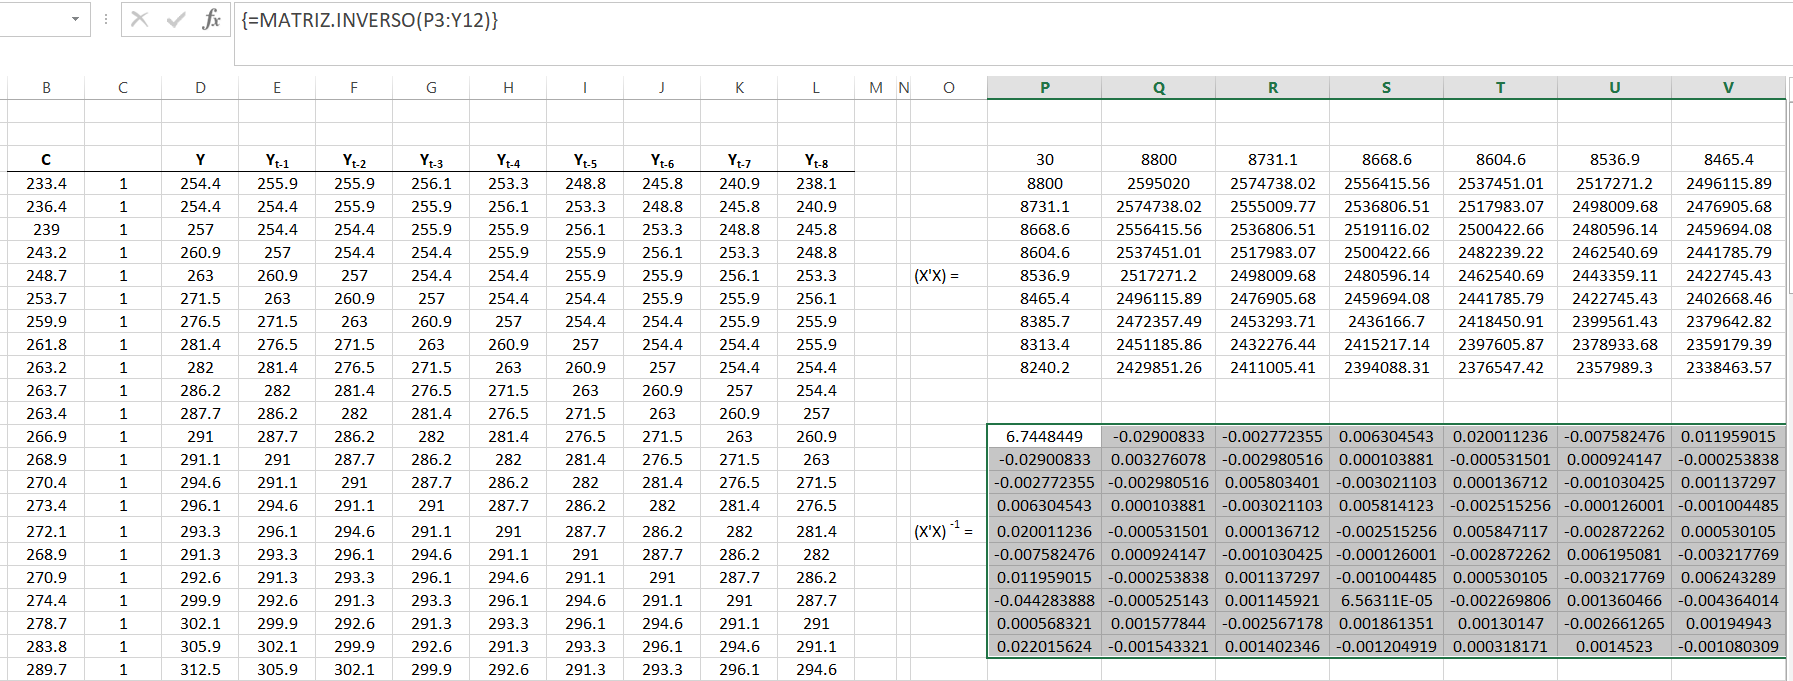 fx {=MATRIZ.INVERSO(P3:Y12)}
B C D E F G H I J K L M N O P Q R S T U V
C Y Yt-1 Yt-2 Yt-3 Yt-4 Yt-5 Yt-6 Yt-7 Yt-8 30 8800 8731.1 8668.6 8604.6 8536.9 8465.4
233.4 1 254.4 255.9 255.9 256.1 253.3 248.8 245.8 240.9 238.1 8800 2595020 2574738.02 2556415.56 2537451.01 2517271.2 2496115.89
236.4 1 254.4 254.4 255.9 255.9 256.1 253.3 248.8 245.8 240.9 8731.1 2574738.02 2555009.77 2536806.51 2517983.07 2498009.68 2476905.68
239 1 257 254.4 254.4 255.9 255.9 256.1 253.3 248.8 245.8 8668.6 2556415.56 2536806.51 2519116.02 2500422.66 2480596.14 2459694.08
243.2 1 260.9 257 254.4 254.4 255.9 255.9 256.1 253.3 248.8 8604.6 2537451.01 2517983.07 2500422.66 2482239.22 2462540.69 2441785.79
248.7 1 263 260.9 257 254.4 254.4 255.9 255.9 256.1 253.3 (X'X) = 8536.9 2517271.2 2498009.68 2480596.14 2462540.69 2443359.11 2422745.43
253.7 1 271.5 263 260.9 257 254.4 254.4 255.9 255.9 256.1 8465.4 2496115.89 2476905.68 2459694.08 2441785.79 2422745.43 2402668.46
259.9 1 276.5 271.5 263 260.9 257 254.4 254.4 255.9 255.9 8385.7 2472357.49 2453293.71 2436166.7 2418450.91 2399561.43 2379642.82
261.8 1 281.4 276.5 271.5 263 260.9 257 254.4 254.4 255.9 8313.4 2451185.86 2432276.44 2415217.14 2397605.87 2378933.68 2359179.39
263.2 1 282 281.4 276.5 271.5 263 260.9 257 254.4 254.4 8240.2 2429851.26 2411005.41 2394088.31 2376547.42 2357989.3 2338463.57
263.7 1 286.2 282 281.4 276.5 271.5 263 260.9 257 254.4
263.4 1 287.7 286.2 282 281.4 276.5 271.5 263 260.9 257
266.9 1 291 287.7 286.2 282 281.4 276.5 271.5 263 260.9 6.7448449 -0.02900833 -0.002772355 0.006304543 0.020011236 -0.007582476 0.011959015
268.9 1 291.1 291 287.7 286.2 282 281.4 276.5 271.5 263 -0.02900833 0.003276078 -0.002980516 0.000103881 -0.000531501 0.000924147 -0.000253838
270.4 1 294.6 291.1 291 287.7 286.2 282 281.4 276.5 271.5 -0.002772355 -0.002980516 0.005803401 -0.003021103 0.000136712 -0.001030425 0.001137297
273.4 1 296.1 294.6 291.1 291 287.7 286.2 282 281.4 276.5 0.006304543 0.000103881 -0.003021103 0.005814123 -0.002515256 -0.000126001 -0.001004485
272.1 1 293.3 296.1 294.6 291.1 291 287.7 286.2 282 281.4 (X'X) -1 = 0.020011236 -0.000531501 0.000136712 -0.002515256 0.005847117 -0.002872262 0.000530105
268.9 1 291.3 293.3 296.1 294.6 291.1 291 287.7 286.2 282 -0.007582476 0.000924147 -0.001030425 -0.000126001 -0.002872262 0.006195081 -0.003217769
270.9 1 292.6 291.3 293.3 296.1 294.6 291.1 291 287.7 286.2 0.011959015 -0.000253838 0.001137297 -0.001004485 0.000530105 -0.003217769 0.006243289
274.4 1 299.9 292.6 291.3 293.3 296.1 294.6 291.1 291 287.7 -0.044283888 -0.000525143 0.001145921 6.56311E-05 -0.002269806 0.001360466 -0.004364014
278.7 1 302.1 299.9 292.6 291.3 293.3 296.1 294.6 291.1 291 0.000568321 0.001577844 -0.002567178 0.001861351 0.00130147 -0.002661265 0.00194943
283.8 1 305.9 302.1 299.9 292.6 291.3 293.3 296.1 294.6 291.1 0.022015624 -0.001543321 0.001402346 -0.001204919 0.000318171 0.0014523 -0.001080309
289.7 1 312.5 305.9 302.1 299.9 292.6 291.3 293.3 296.1 294.6